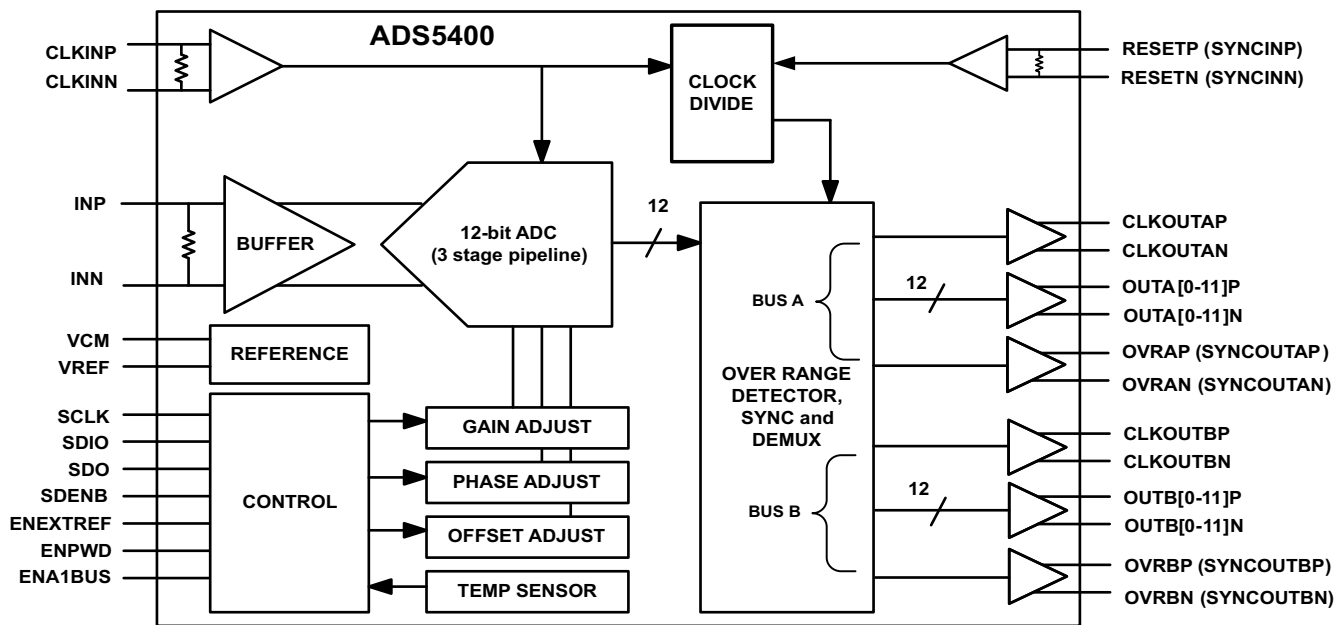 ADS5400
CLKINP
CLKINN
CLOCK
DIVIDE
RESETP (SYNCINP)
RESETN (SYNCINN)
INP
INN
BUFFER
12-bit ADC
(3 stage pipeline)
12
VCM
VREF
REFERENCE
SCLK
SDIO
SDO
SDENB
ENEXTREF
ENPWD
ENA1BUS
CONTROL
GAIN ADJUST
PHASE ADJUST
OFFSET ADJUST
TEMP SENSOR
BUS A
OVER RANGE
DETECTOR,
SYNC and
DEMUX
BUS B
12
12
CLKOUTAP
CLKOUTAN
OUTA[0-11]P
OUTA[0-11]N
OVRAP (SYNCOUTAP)
OVRAN (SYNCOUTAN)
CLKOUTBP
CLKOUTBN
OUTB[0-11]P
OUTB[0-11]N
OVRBP (SYNCOUTBP)
OVRBN (SYNCOUTBN)